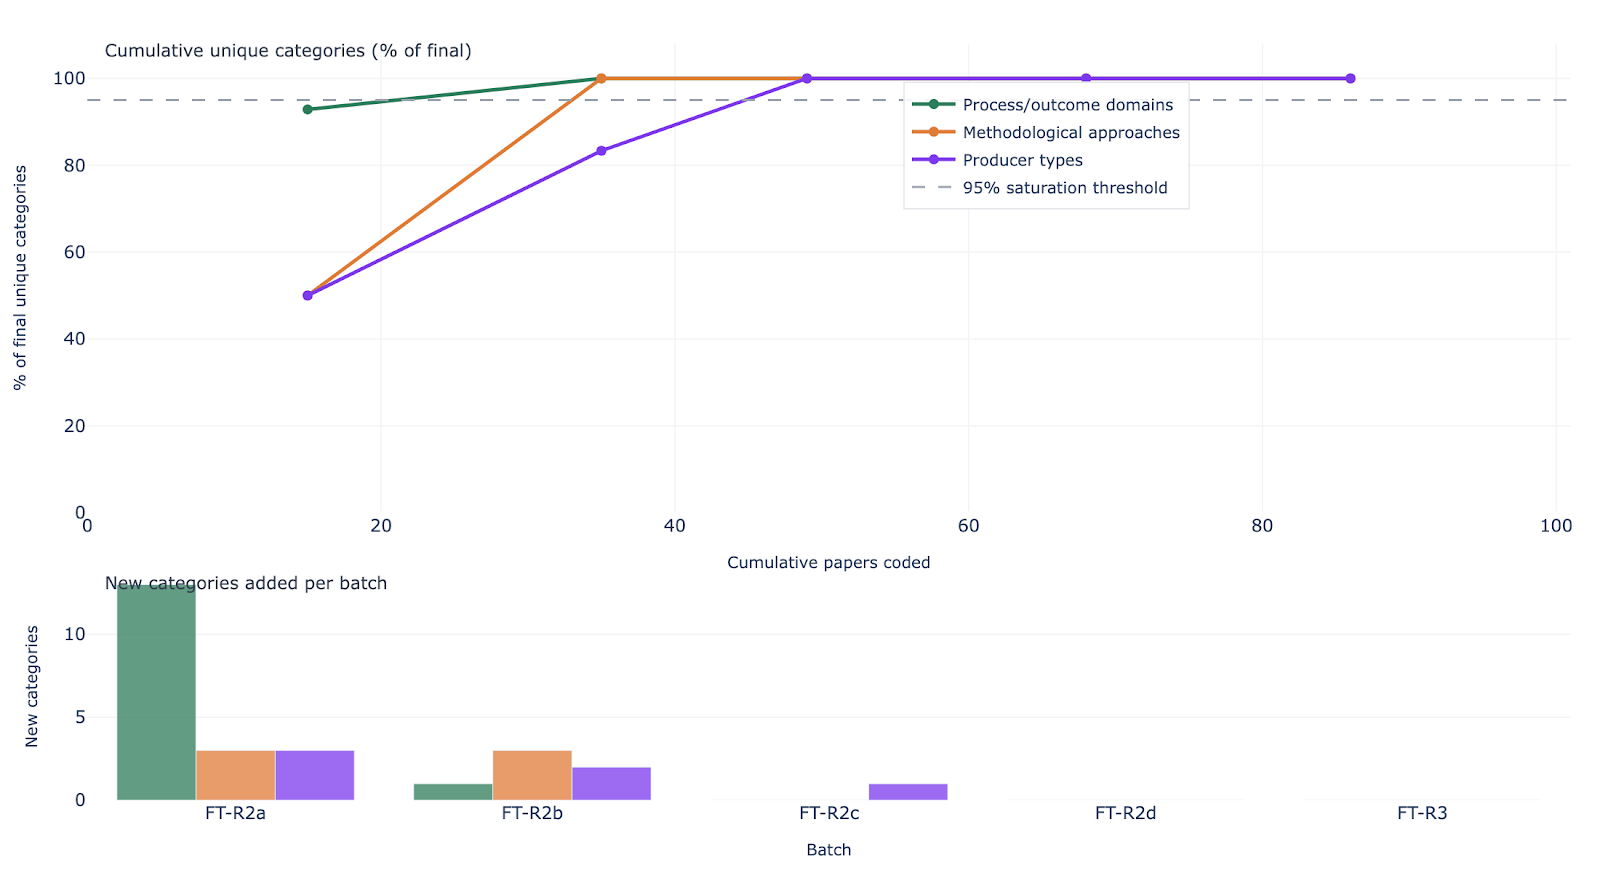 Cumulative unique categories (% of final)
100
80
60
40
20
0
% of final unique categories
Process/outcome domains
Methodological approaches
Producer types
95% saturation threshold
0 20 40 60 80 100
Cumulative papers coded
New categories added per batch
10
5
0
New categories
FT-R2a FT-R2b FT-R2c FT-R2d FT-R3
Batch